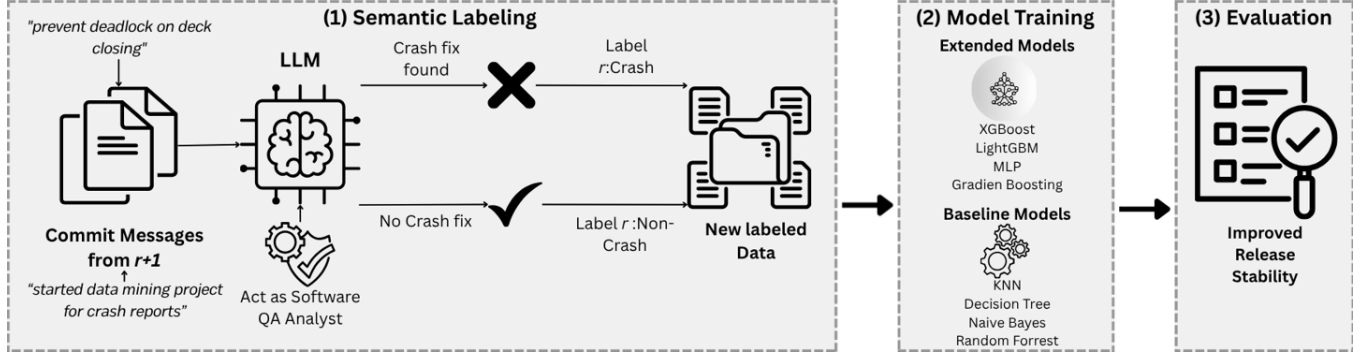 (1) Semantic Labeling
"prevent deadlock on deck
closing"
LLM
Crash fix
found
Label
r:Crash
No Crash fix
Label r :Non-
Crash
New labeled
Data
Commit Messages
from r+1
“started data mining project
for crash reports”
Act as Software
QA Analyst
(2) Model Training
Extended Models
XGBoost
LightGBM
MLP
Gradien Boosting
Baseline Models
KNN
Decision Tree
Naive Bayes
Random Forrest
(3) Evaluation
Improved
Release
Stability